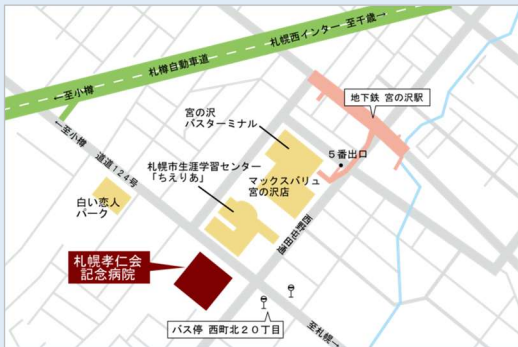 札幌西インター 至千歳→
札樽自動車道
←至小樽
地下鉄 宮の沢駅
宮の沢
バスターミナル
←至小樽
道道124号
5番出口
札幌市生涯学習センター
「ちえりあ」
マックスバリュ
宮の沢店
白い恋人
パーク
西野屯田通
札幌孝仁会
記念病院
バス停 西町北20丁目
至札幌→